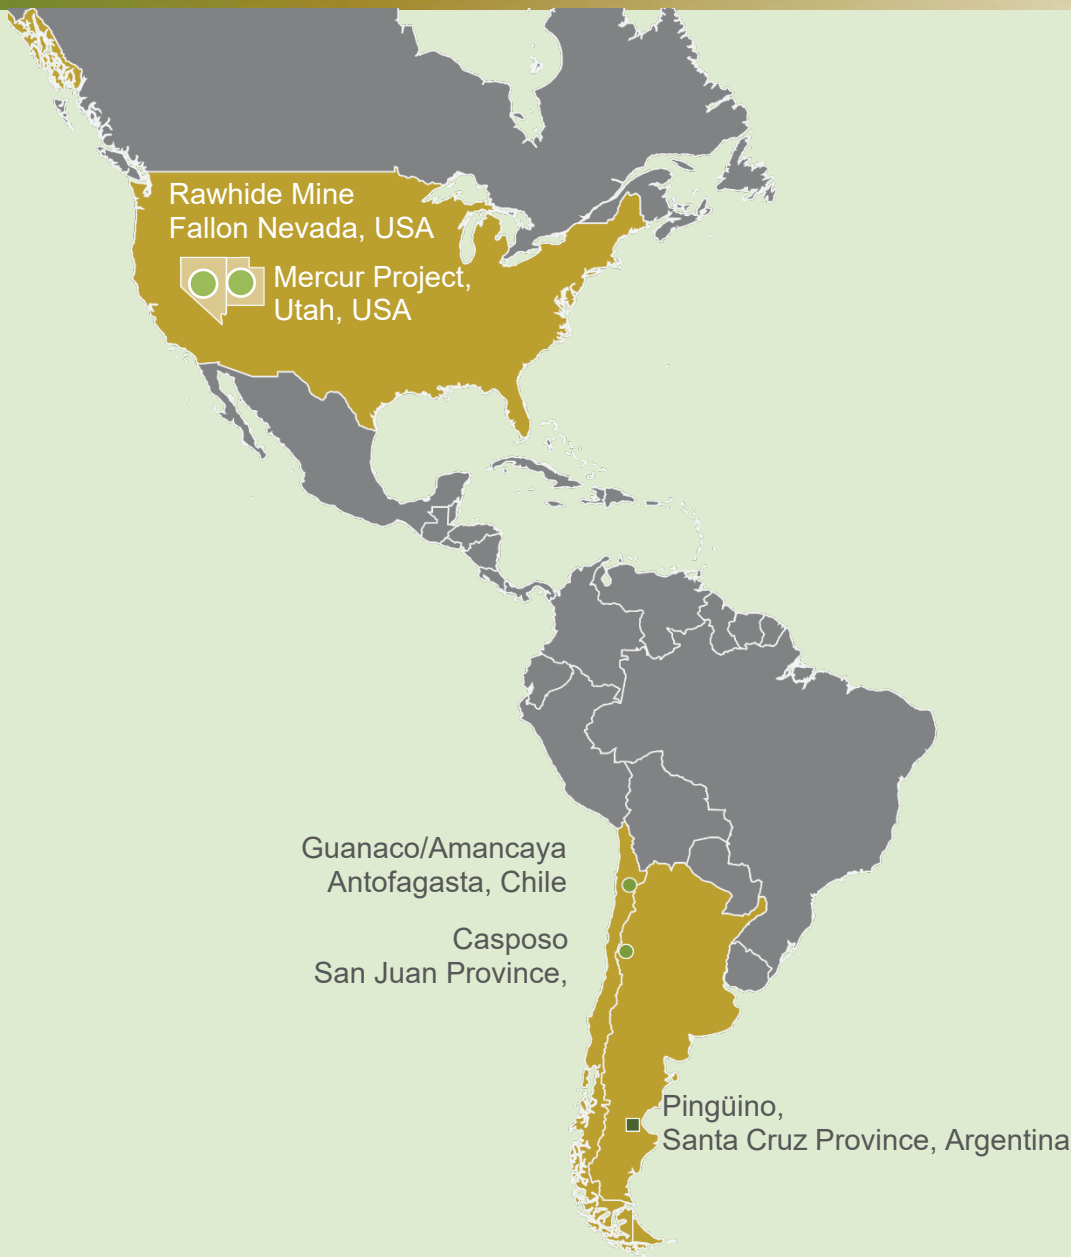 Rawhide Mine
Fallon Nevada, USA
Mercur Project,
Utah, USA
Guanaco/Amancaya
Antofagasta, Chile
Casposo
San Juan Province,
Pingüino,
Santa Cruz Province, Argentina